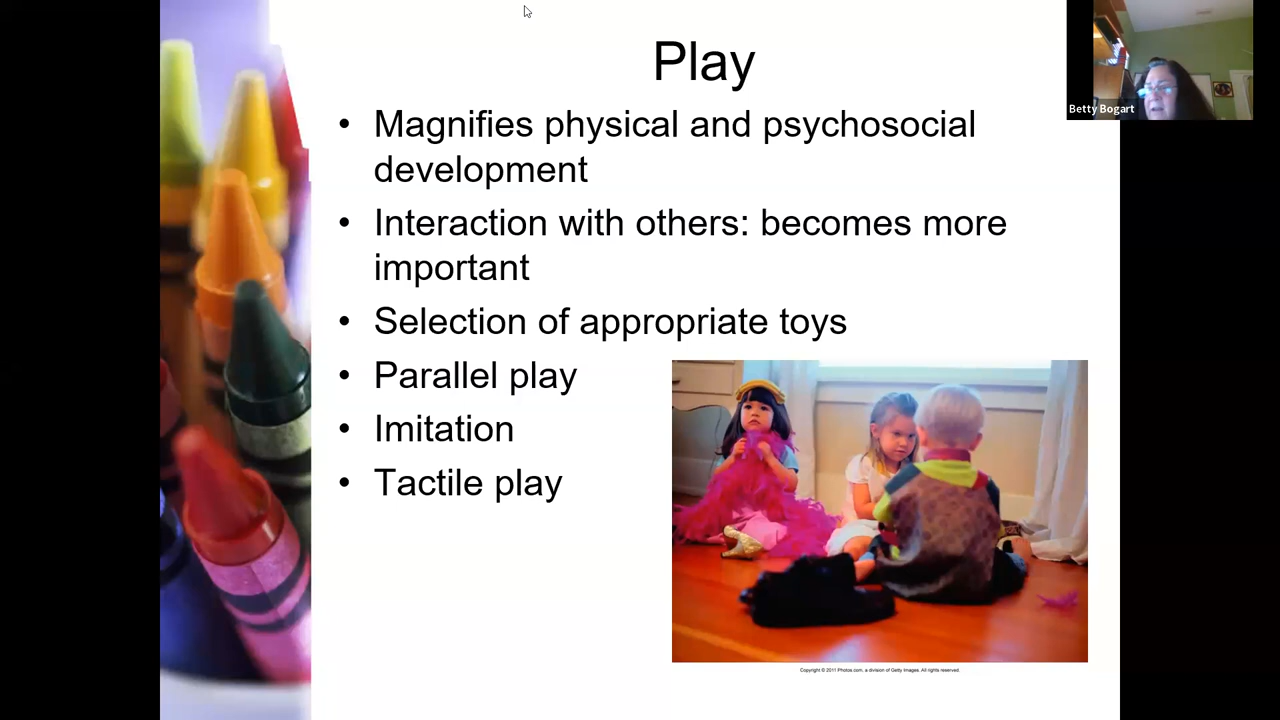 Play
Betty Bogart
• Magnifies physical and psychosocial
development
• Interaction with others: becomes more
important
• Selection of appropriate toys
• Parallel play
• Imitation
• Tactile play
Copyright © 2011 Photos.com, a division of Getty Images. All rights reserved.